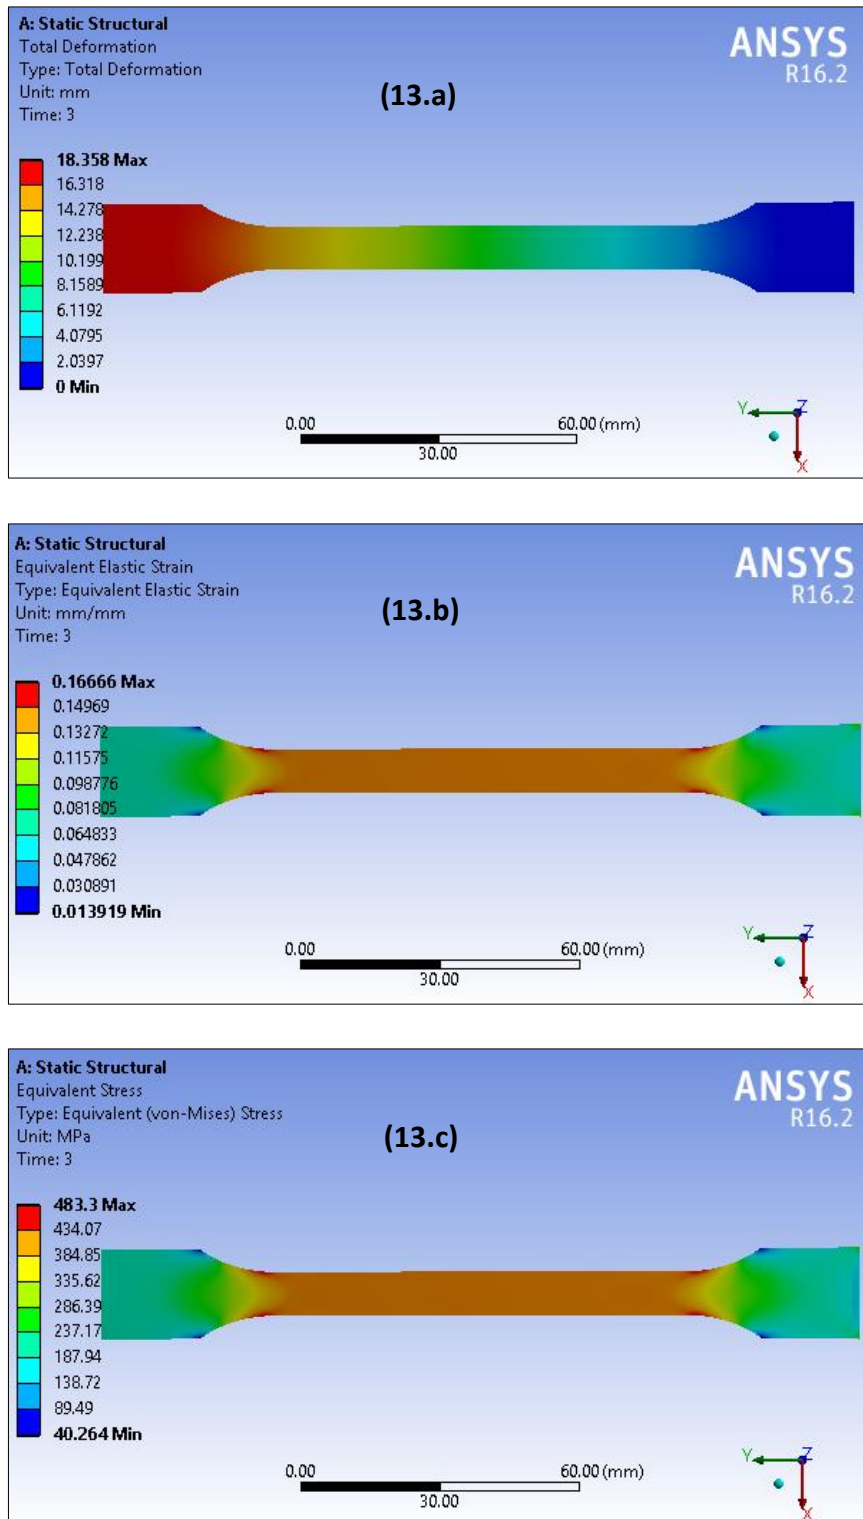 A: Static Structural
Total Deformation
Type: Total Deformation
Unit: mm
Time: 3
ANSYS
R16.2
(13.a)
18.358 Max
16.318
14.278
12.238
10.199
8.1589
6.1192
4.0795
2.0397
0 Min
0.00 60.00 (mm)
30.00
Y Z
X
A: Static Structural
Equivalent Elastic Strain
Type: Equivalent Elastic Strain
Unit: mm/mm
Time: 3
ANSYS
R16.2
(13.b)
0.16666 Max
0.14969
0.13272
0.11575
0.098776
0.081805
0.064833
0.047862
0.030891
0.013919 Min
0.00 60.00 (mm)
30.00
Y Z
X
A: Static Structural
Equivalent Stress
Type: Equivalent (von-Mises) Stress
Unit: MPa
Time: 3
ANSYS
R16.2
(13.c)
483.3 Max
434.07
384.85
335.62
286.39
237.17
187.94
138.72
89.49
40.264 Min
0.00 60.00 (mm)
30.00
Y Z
X